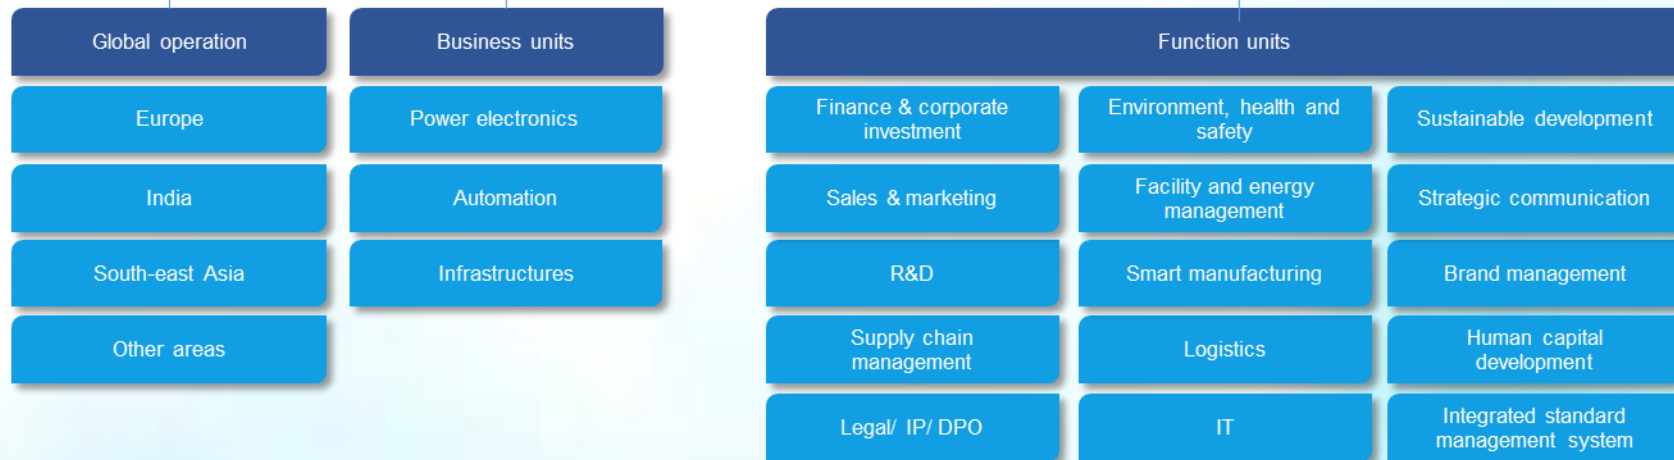 Global operation
Business units
Function units
Europe
Power electronics
Finance & corporate
investment
Environment, health and
safety
Sustainable development
India
Automation
Sales & marketing
Facility and energy
management
Strategic communication
South-east Asia
Infrastructures
R&D
Smart manufacturing
Brand management
Other areas
Supply chain
management
Logistics
Human capital
development
Legal/ IP/ DPO
IT
Integrated standard
management system